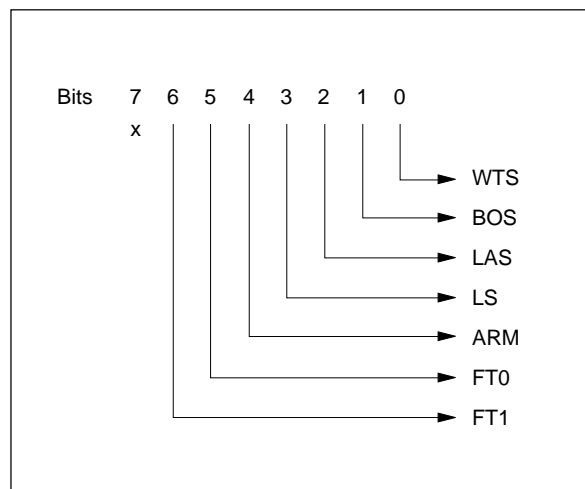 Bits 7 6 5 4 3 2 1 0
x
WTS
BOS
LAS
LS
ARM
FT0
FT1